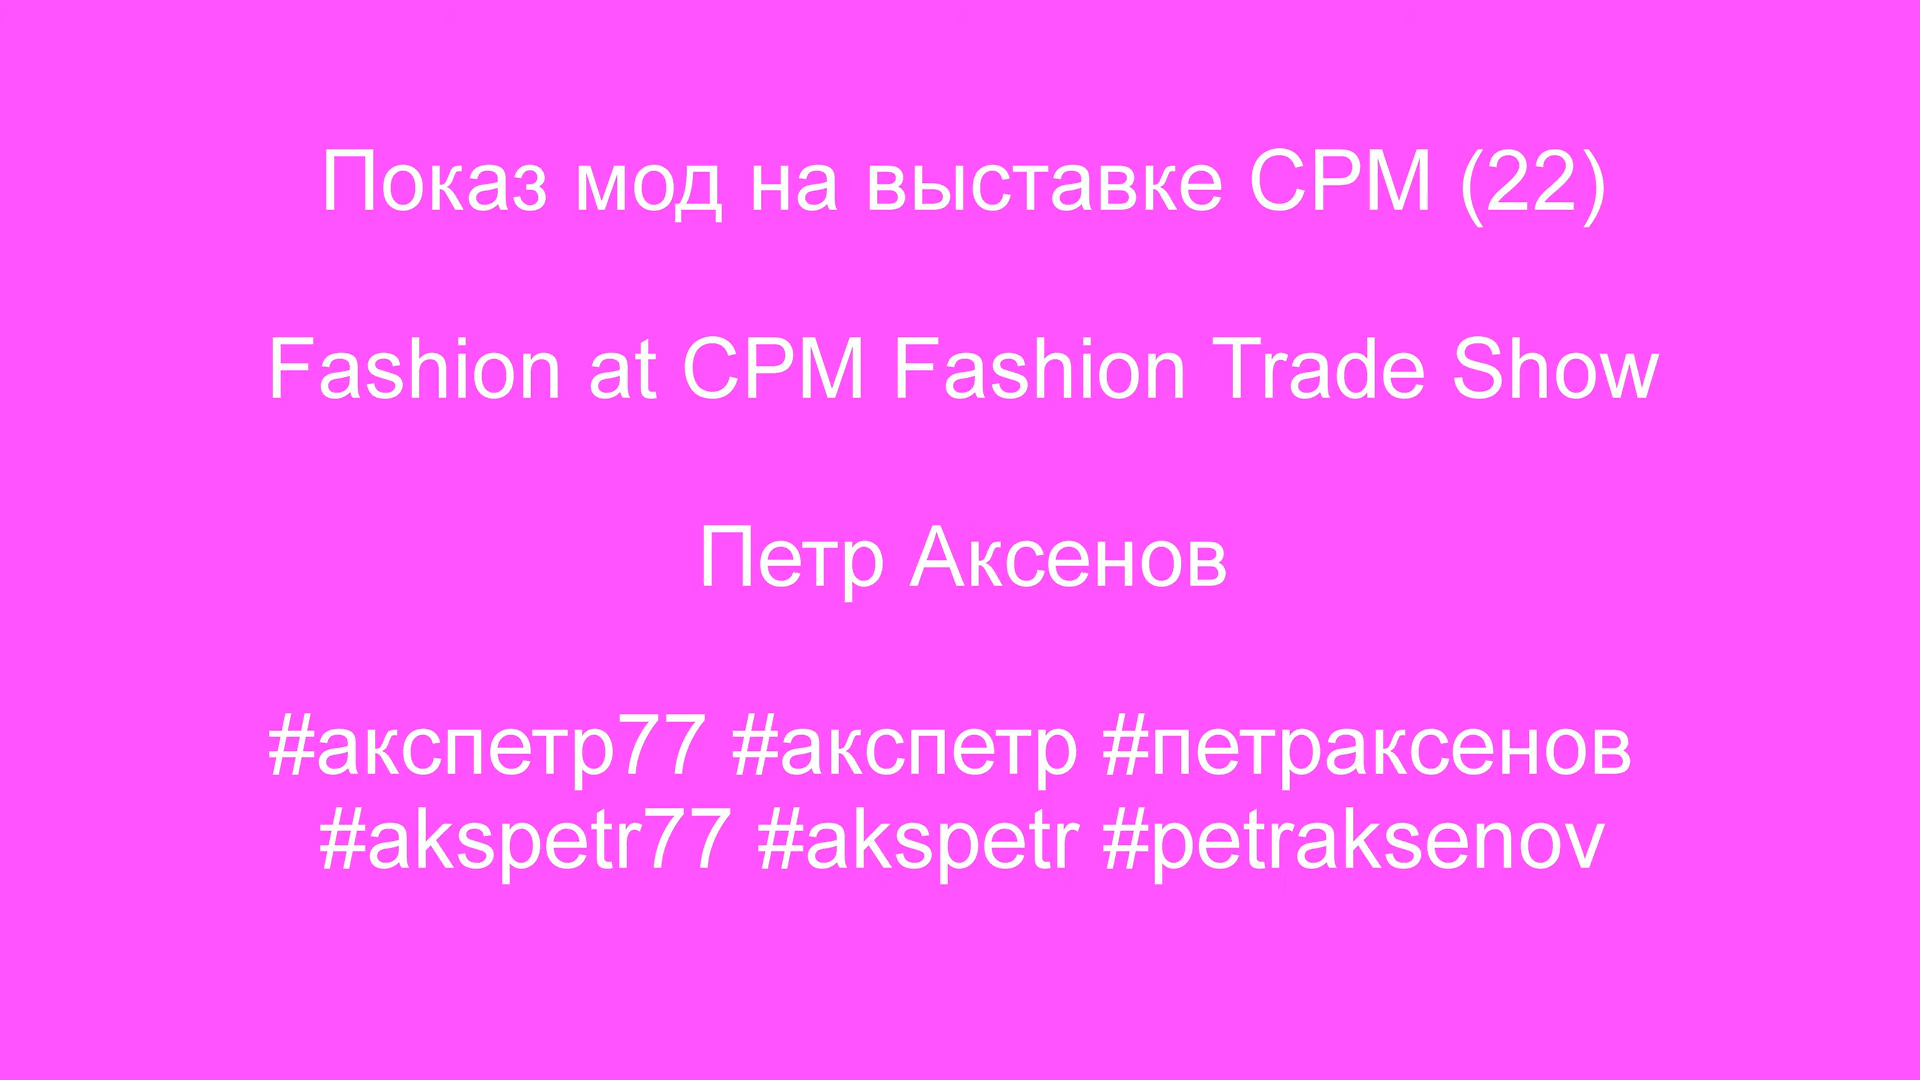 Показ мод на выставке CPM (22)
Fashion at CPM Fashion Trade Show
Петр Аксенов
#акспетр77 #акспетр #петраксенов
#akspetr77 #akspetr #petraksenov